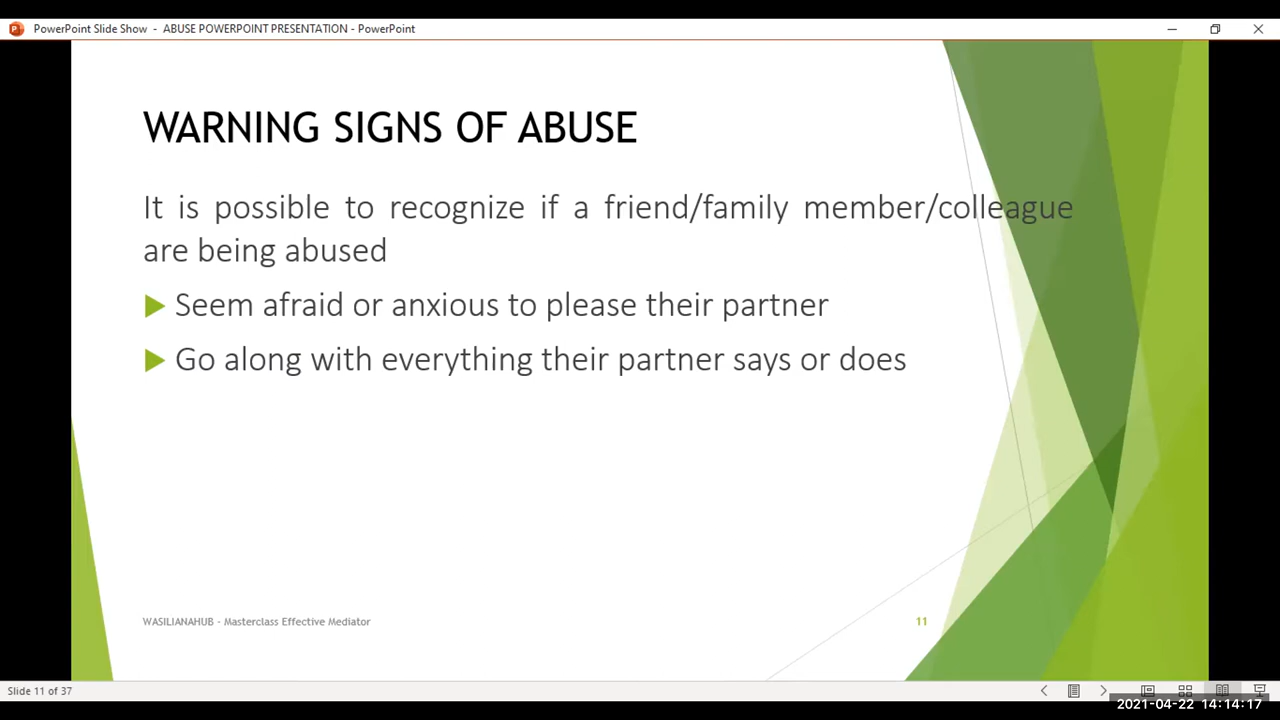 PowerPoint Slide Show - ABUSE POWERPOINT PRESENTATION - PowerPoint
WARNING SIGNS OF ABUSE
It is possible to recognize if a friend/family member/colleague
are being abused
Seem afraid or anxious to please their partner
Go along with everything their partner says or does
WASILIANAHUB - Masterclass Effective Mediator
11
Slide 11 of 37
2021-04-22 14:14:17